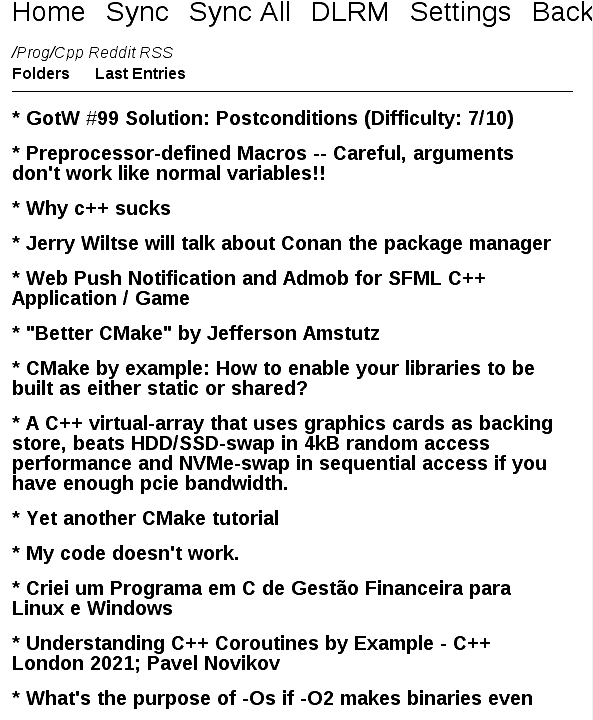 Home Sync Sync All DLRM Settings Back
/Prog/Cpp Reddit RSS
Folders Last Entries
* GotW #99 Solution: Postconditions (Difficulty: 7/10)
* Preprocessor-defined Macros -- Careful, arguments
don't work like normal variables!!
* Why c++ sucks
* Jerry Wiltse will talk about Conan the package manager
* Web Push Notification and Admob for SFML C++
Application / Game
* "Better CMake" by Jefferson Amstutz
* CMake by example: How to enable your libraries to be
built as either static or shared?
* A C++ virtual-array that uses graphics cards as backing
store, beats HDD/SSD-swap in 4kB random access
performance and NVMe-swap in sequential access if you
have enough pcie bandwidth.
* Yet another CMake tutorial
* My code doesn't work.
* Criei um Programa em C de Gestão Financeira para
Linux e Windows
* Understanding C++ Coroutines by Example - C++
London 2021; Pavel Novikov
* What's the purpose of -Os if -O2 makes binaries even